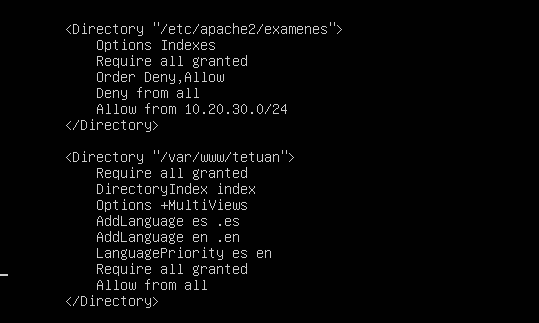 <Directory "/etc/apache2/examenes">
Options Indexes
Require all granted
Order Deny,Allow
Deny from all
Allow from 10.20.30.0/24
</Directory>
<Directory "/var/www/tetuan">
Require all granted
DirectoryIndex index
Options +MultiViews
AddLanguage es .es
AddLanguage en .en
LanguagePriority es en
Require all granted
Allow from all
</Directory>